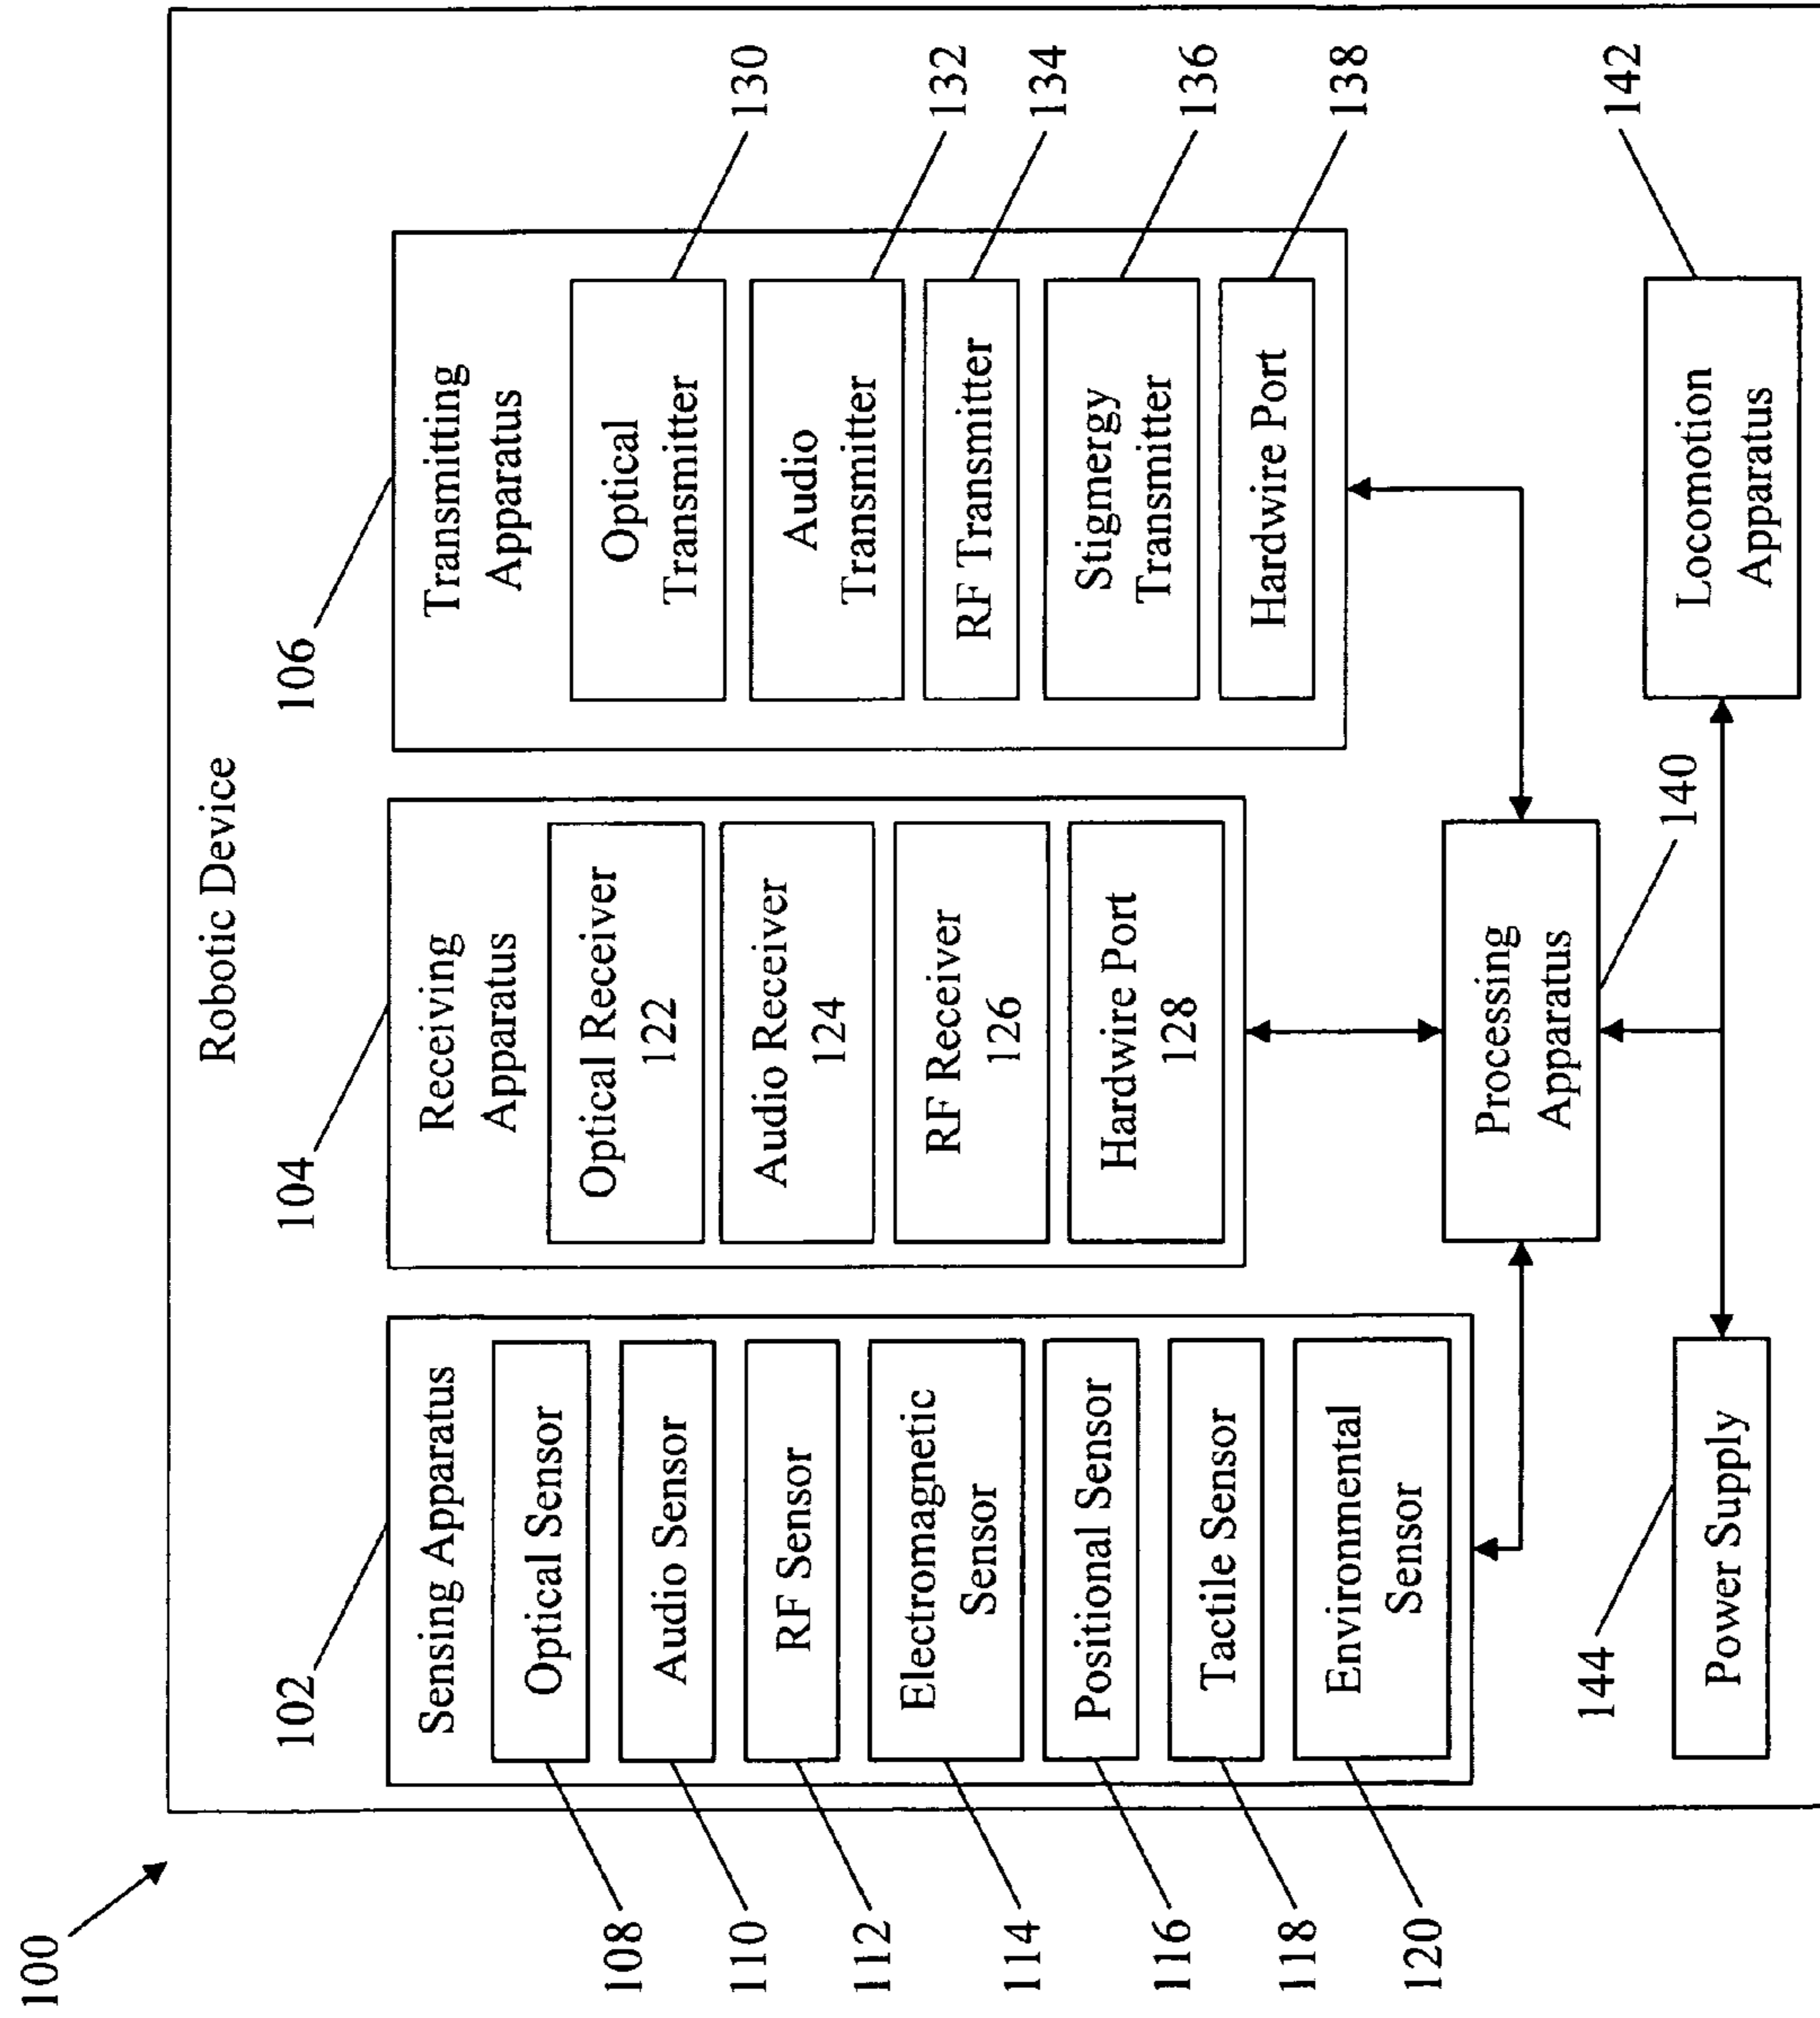 100
Robotic Device
102
104
106
Sensing Apparatus
Optical Sensor
Audio Sensor
RF Sensor
Electromagnetic
Sensor
Positional Sensor
Tactile Sensor
Environmental
Sensor
108
110
112
114
116
118
120
Receiving
Apparatus
Optical Receiver
122
Audio Receiver
124
RF Receiver
126
Hardwire Port
128
Transmitting
Apparatus
Optical
Transmitter
Audio
Transmitter
RF Transmitter
Stigmergy
Transmitter
Hardwire Port
130
132
134
136
138
Processing
Apparatus
140
144
Power Supply
Locomotion
Apparatus
142